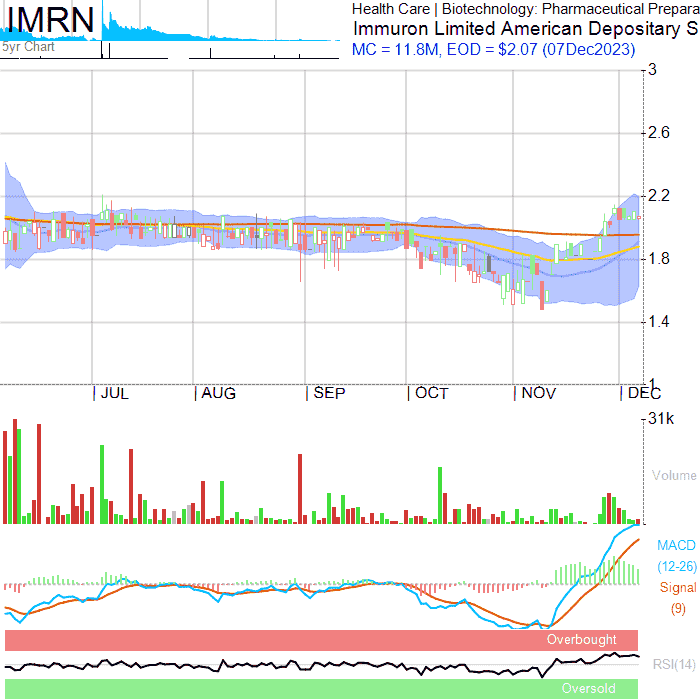 IMRN
Health Care | Biotechnology: Pharmaceutical Prepara
Immuron Limited American Depositary S
5yr Chart
MC = 11.8M, EOD = $2.07 (07Dec2023)
3
2.6
2.2
1.8
1.4
1
JUL AUG SEP OCT NOV DEC
31k
Volume
MACD
(12-26)
Signal
(9)
Overbought
RSI(14)
Oversold